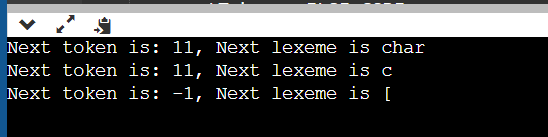 Next token is: 11, Next lexeme is char
Next token is: 11, Next lexeme is c
Next token is: -1, Next lexeme is [